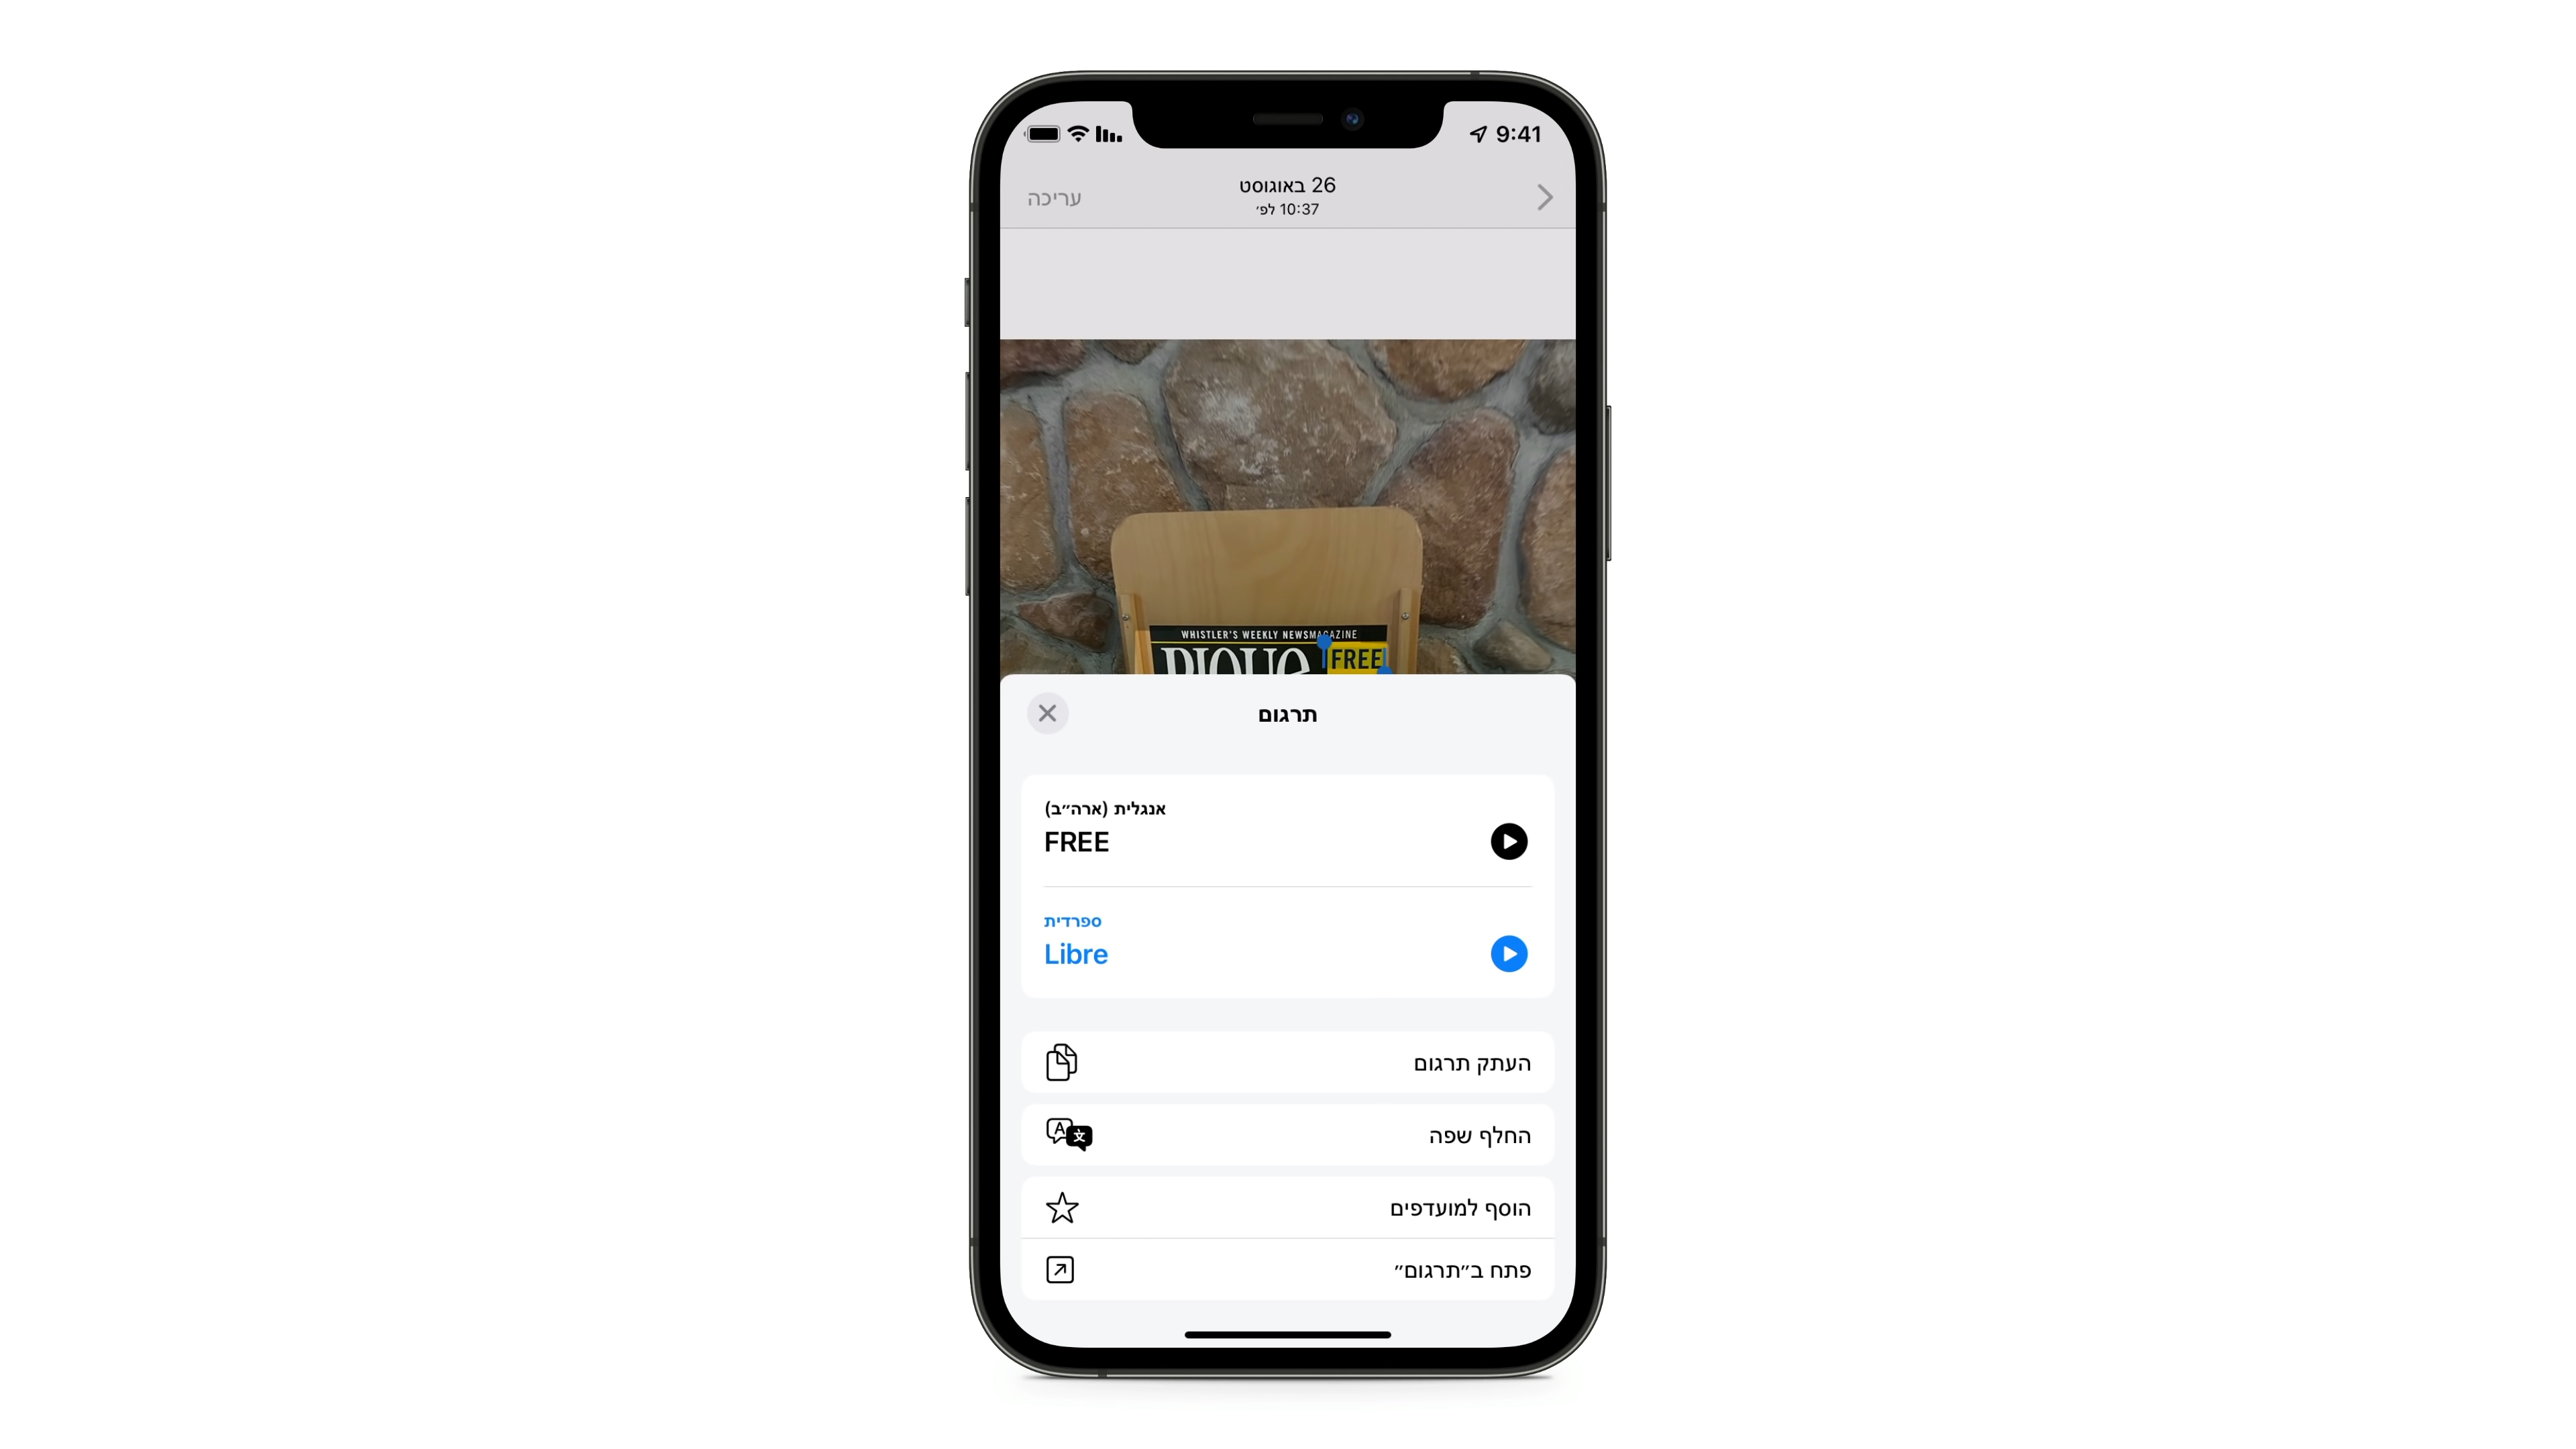 9:41
26 באוגוסט
10:37 לפ׳
עריכה
WHISTLER'S WEEKLY NEWSMAGAZINE
FREE
תרגום
אנגלית (ארה״ב)
FREE
ספרדית
Libre
העתק תרגום
החלף שפה
הוסף למועדפים
פתח ב״תרגום״